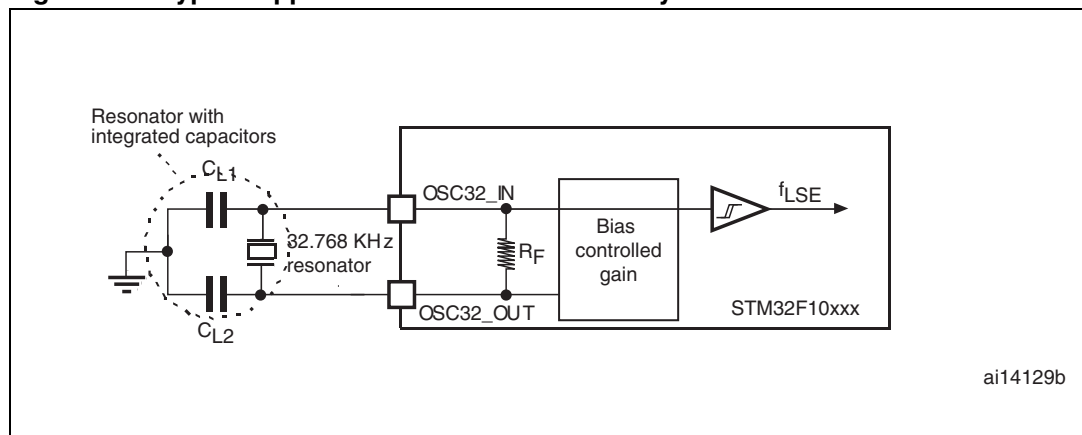 Resonator with
integrated capacitors
CL1
OSC32_IN
fLSE
32.768 KHz
resonator
RF
Bias
controlled
gain
OSC32_OUT
STM32F10xxx
CL2
ai14129b